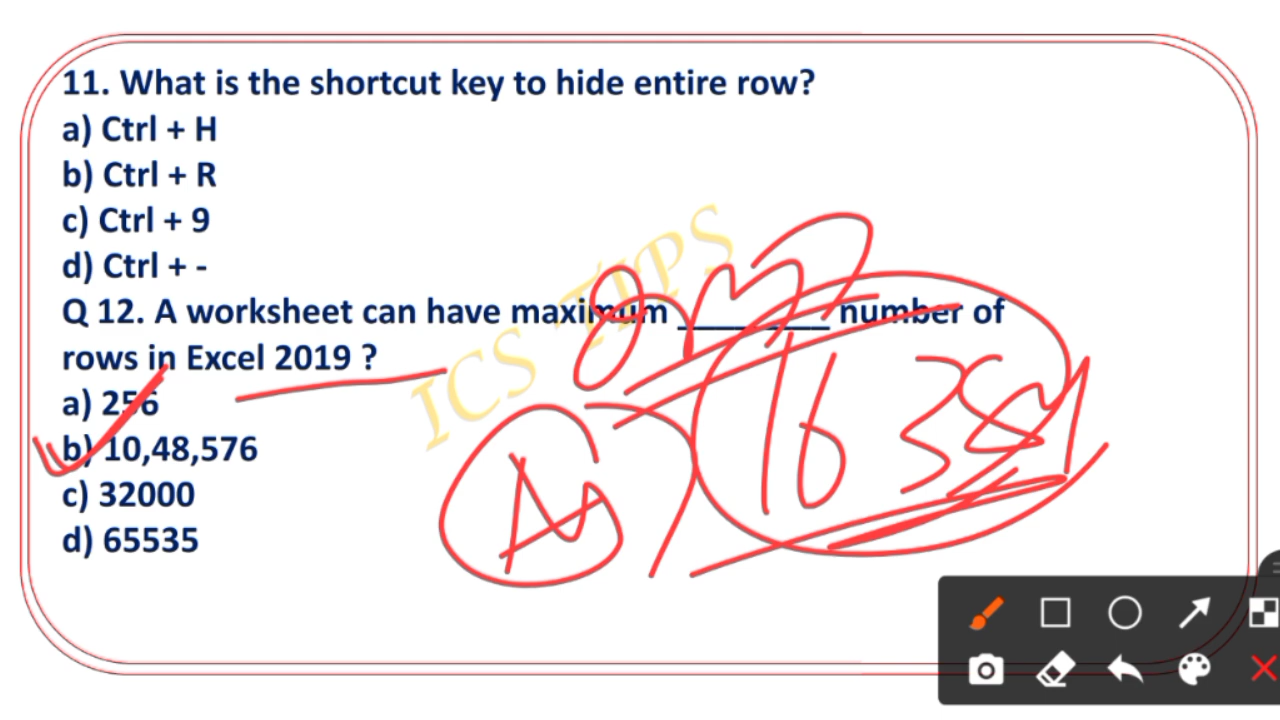 11. What is the shortcut key to hide entire row?
a) Ctrl + H
b) Ctrl + R
c) Ctrl + 9
d) Ctrl + -
Q 12. A worksheet can have maximum _________ number of
rows in Excel 2019 ?
a) 256
b) 10,48,576
c) 32000
d) 65535
ICS TIPS
16384